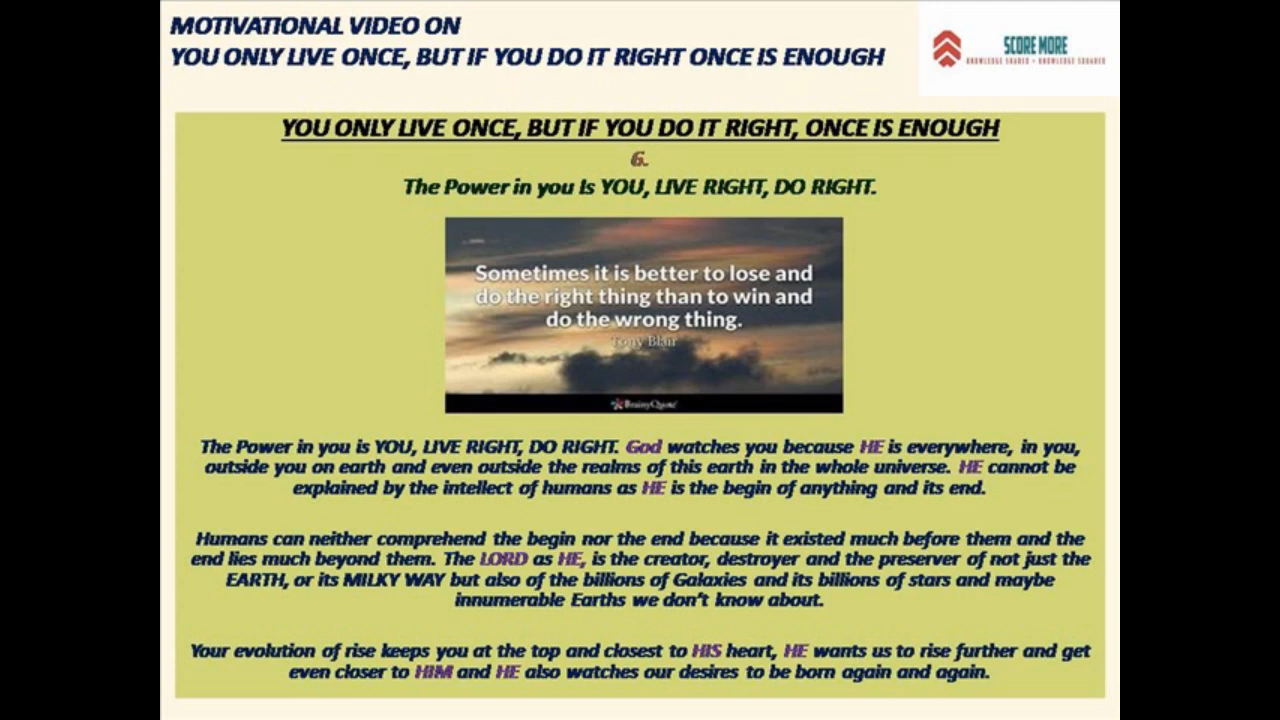 MOTIVATIONAL VIDEO ON
YOU ONLY LIVE ONCE, BUT IF YOU DO IT RIGHT ONCE IS ENOUGH
SCORE MORE
KNOWLEDGE SHARED = KNOWLEDGE SQUARED
YOU ONLY LIVE ONCE, BUT IF YOU DO IT RIGHT, ONCE IS ENOUGH
6.
The Power in you Is YOU, LIVE RIGHT, DO RIGHT.
Sometimes it is better to lose and
do the right thing than to win and
do the wrong thing.
Tony Blair
BrainyQuote
The Power in you is YOU, LIVE RIGHT, DO RIGHT. God watches you because HE is everywhere, in you,
outside you on earth and even outside the realms of this earth in the whole universe. HE cannot be
explained by the intellect of humans as HE is the begin of anything and its end.
Humans can neither comprehend the begin nor the end because it existed much before them and the
end lies much beyond them. The LORD as HE, is the creator, destroyer and the preserver of not just the
EARTH, or its MILKY WAY but also of the billions of Galaxies and its billions of stars and maybe
innumerable Earths we don't know about.
Your evolution of rise keeps you at the top and closest to HIS heart, HE wants us to rise further and get
even closer to HIM and HE also watches our desires to be born again and again.